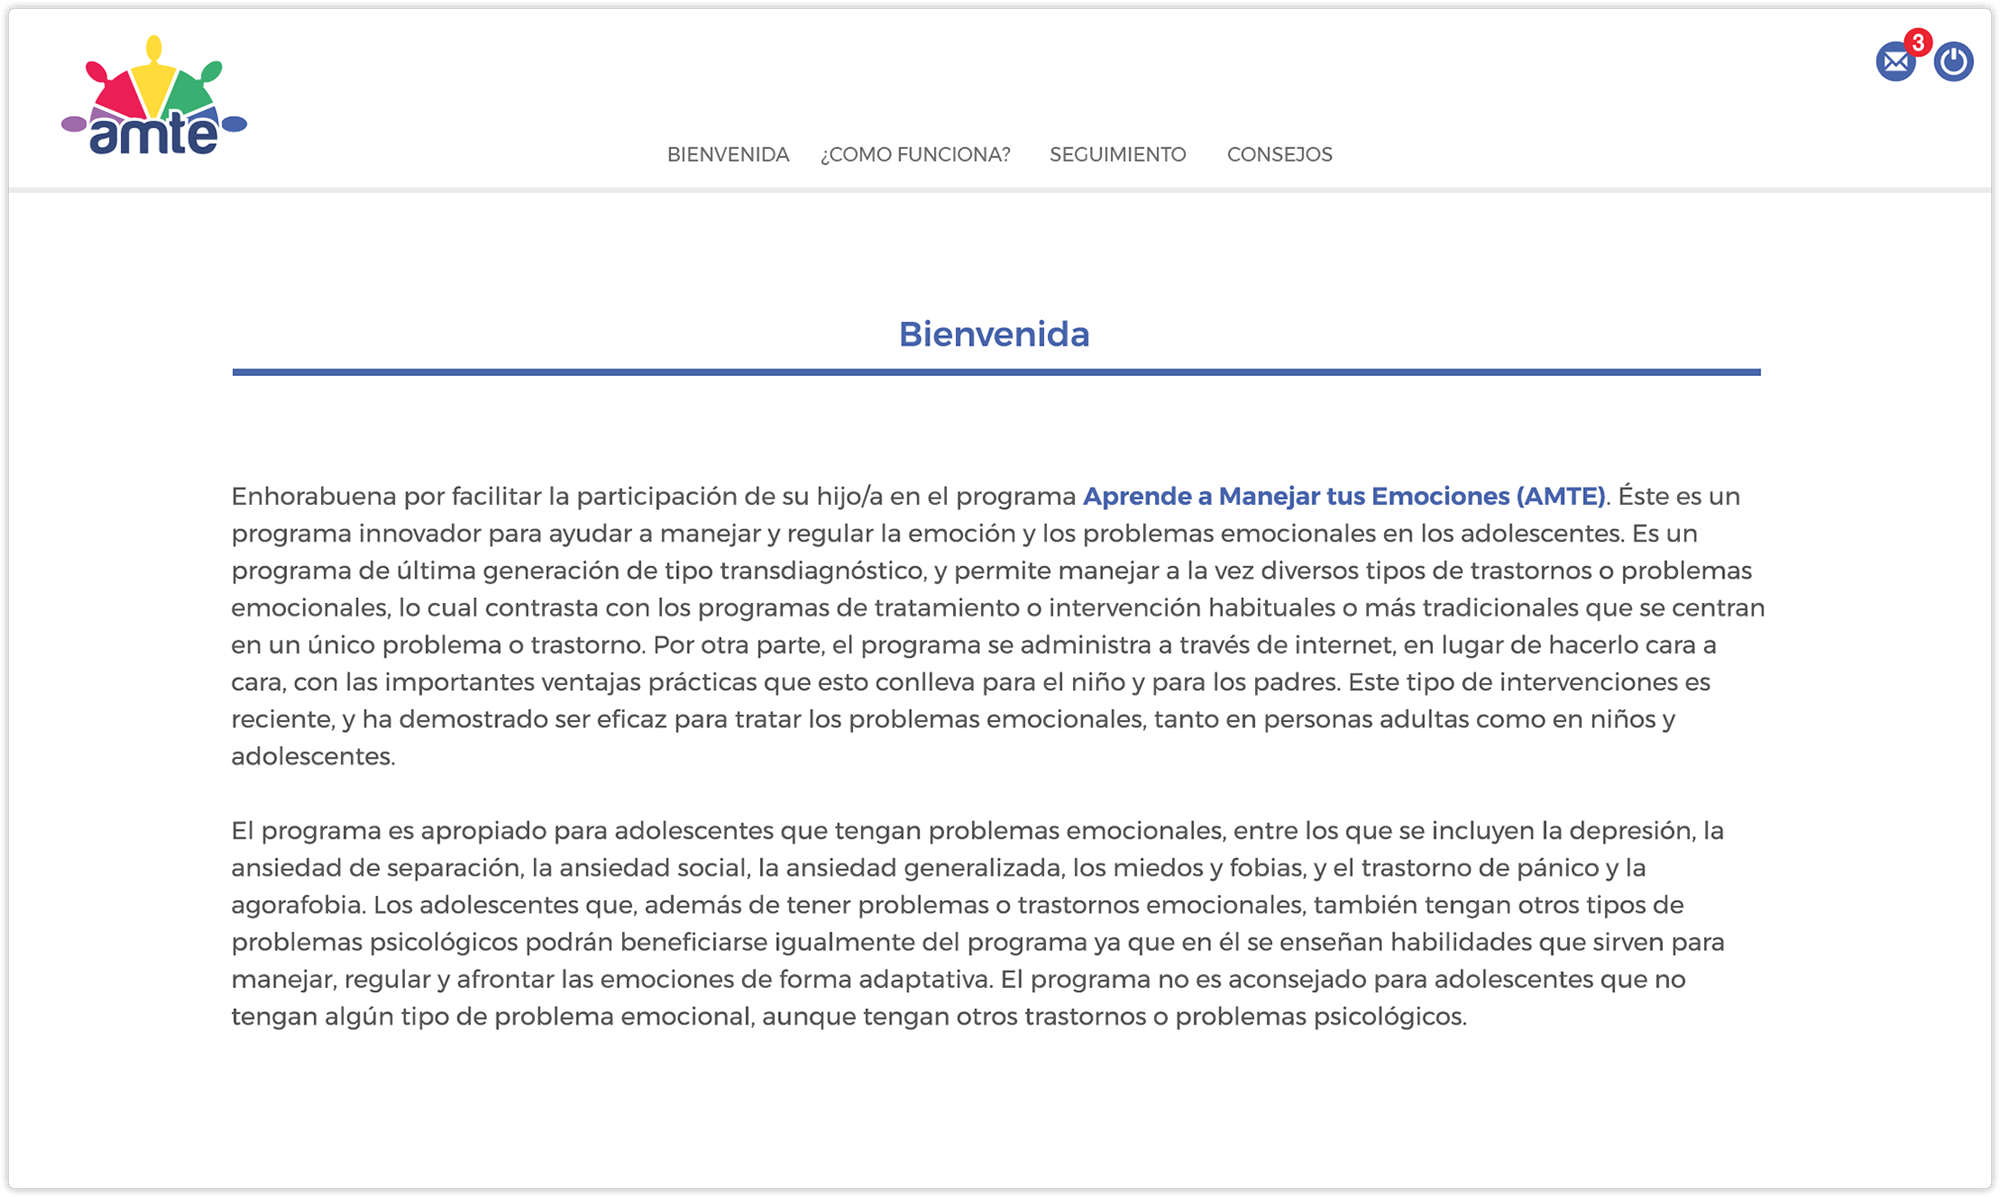 3
amte
BIENVENIDA ¿COMO FUNCIONA? SEGUIMIENTO CONSEJOS
Bienvenida
Enhorabuena por facilitar la participación de su hijo/a en el programa Aprende a Manejar tus Emociones (AMTE). Éste es un
programa innovador para ayudar a manejar y regular la emoción y los problemas emocionales en los adolescentes. Es un
programa de última generación de tipo transdiagnóstico, y permite manejar a la vez diversos tipos de trastornos o problemas
emocionales, lo cual contrasta con los programas de tratamiento o intervención habituales o más tradicionales que se centran
en un único problema o trastorno. Por otra parte, el programa se administra a través de internet, en lugar de hacerlo cara a
cara, con las importantes ventajas prácticas que esto conlleva para el niño y para los padres. Este tipo de intervenciones es
reciente, y ha demostrado ser eficaz para tratar los problemas emocionales, tanto en personas adultas como en niños y
adolescentes.
El programa es apropiado para adolescentes que tengan problemas emocionales, entre los que se incluyen la depresión, la
ansiedad de separación, la ansiedad social, la ansiedad generalizada, los miedos y fobias, y el trastorno de pánico y la
agorafobia. Los adolescentes que, además de tener problemas o trastornos emocionales, también tengan otros tipos de
problemas psicológicos podrán beneficiarse igualmente del programa ya que en él se enseñan habilidades que sirven para
manejar, regular y afrontar las emociones de forma adaptativa. El programa no es aconsejado para adolescentes que no
tengan algún tipo de problema emocional, aunque tengan otros trastornos o problemas psicológicos.